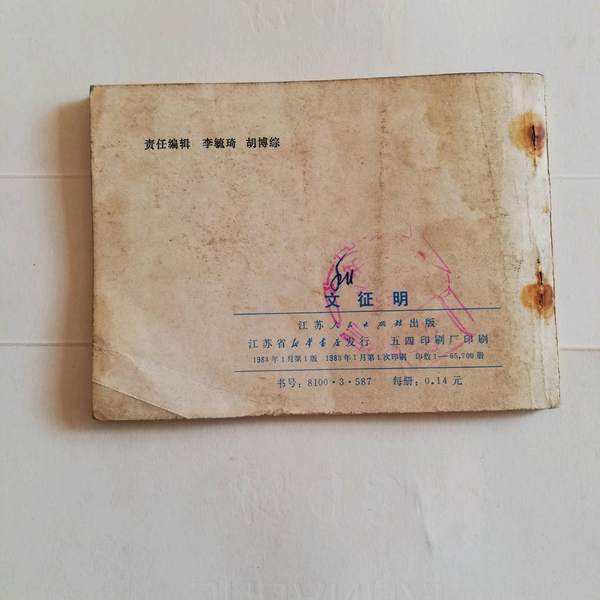 责任编辑 李毓琦 胡博综
文征明
江苏人民出版社出版
江苏省新华书店发行 五四印刷厂印刷
1983年1月第1版 1983年1月第1次印刷 印数1—65,700册
书号:8100·3·587 每册:0.14元